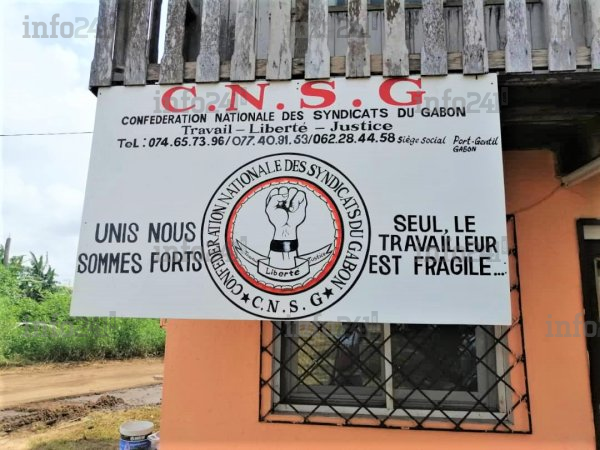 C.N.S.G
CONFEDERATION NATIONALE DES SYNDICATS DU GABON
Travail - Liberté - Justice
TeL: 074.65.73.96/077.40.91.53/062.28.44.58 Siège Social Port-Gentil
GABON
UNIS NOUS
SOMMES FORTS
CONFEDERATION NATIONALE DES SYNDICATS DU GABON
Liberté
★C.N.S.G★
SEUL, LE
TRAVAILLEUR
EST FRAGILE...
info241